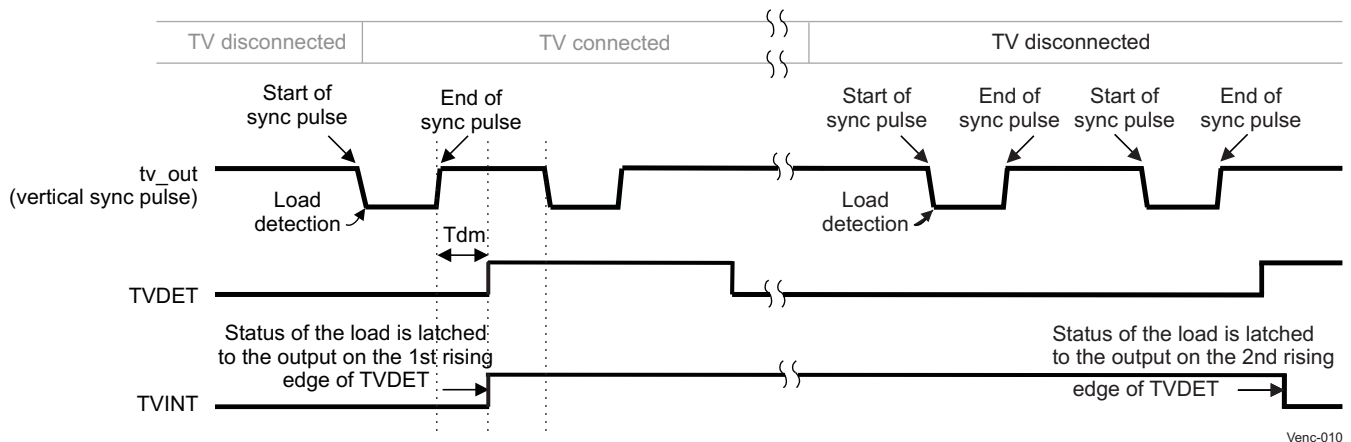 TV disconnected
TV connected
TV disconnected
Start of
sync pulse
End of
sync pulse
Start of
sync pulse
End of
sync pulse
Start of
sync pulse
End of
sync pulse
tv_out
(vertical sync pulse)
Load
detection
Load
detection
Tdm
TVDET
Status of the load is latched
to the output on the 1st rising
edge of TVDET
Status of the load is latched
to the output on the 2nd rising
edge of TVDET
TVINT
Venc-010